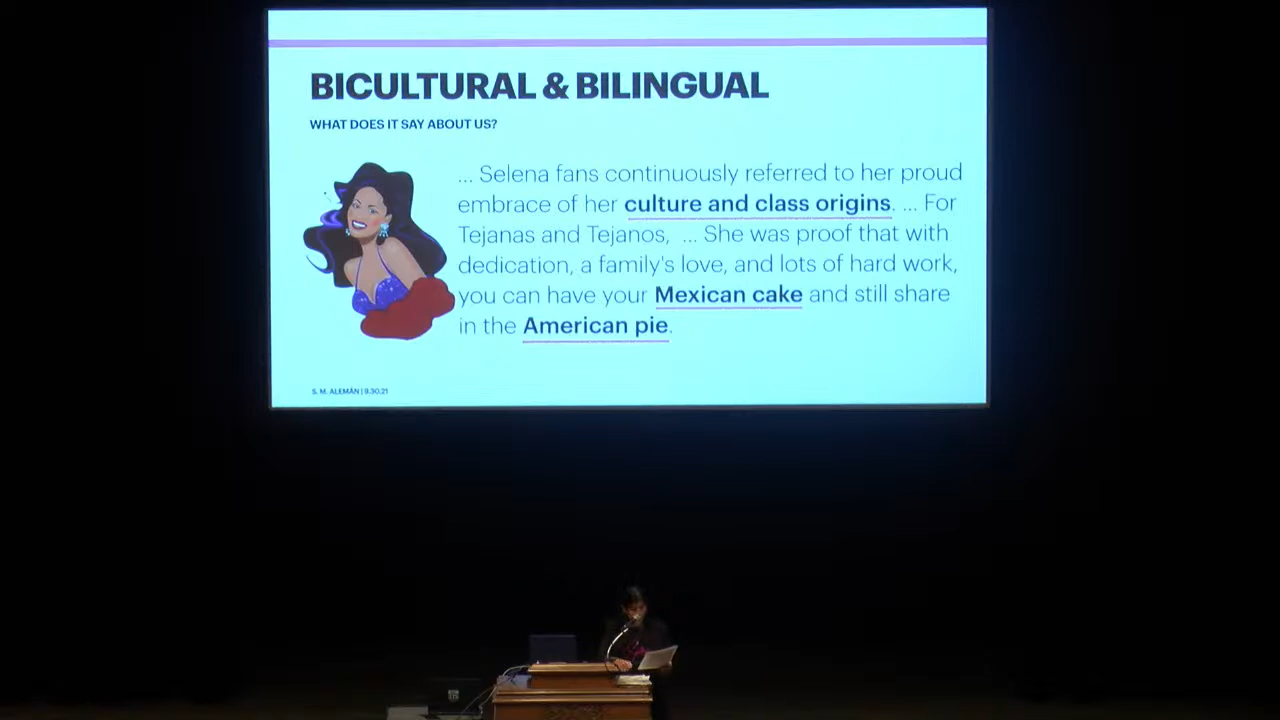 BICULTURAL & BILINGUAL
WHAT DOES IT SAY ABOUT US?
... Selena fans continuously referred to her proud
embrace of her culture and class origins. ... For
Tejanas and Tejanos, ... She was proof that with
dedication, a family's love, and lots of hard work,
you can have your Mexican cake and still share
in the American pie.
S. M. ALEMÁN | 9.30.21